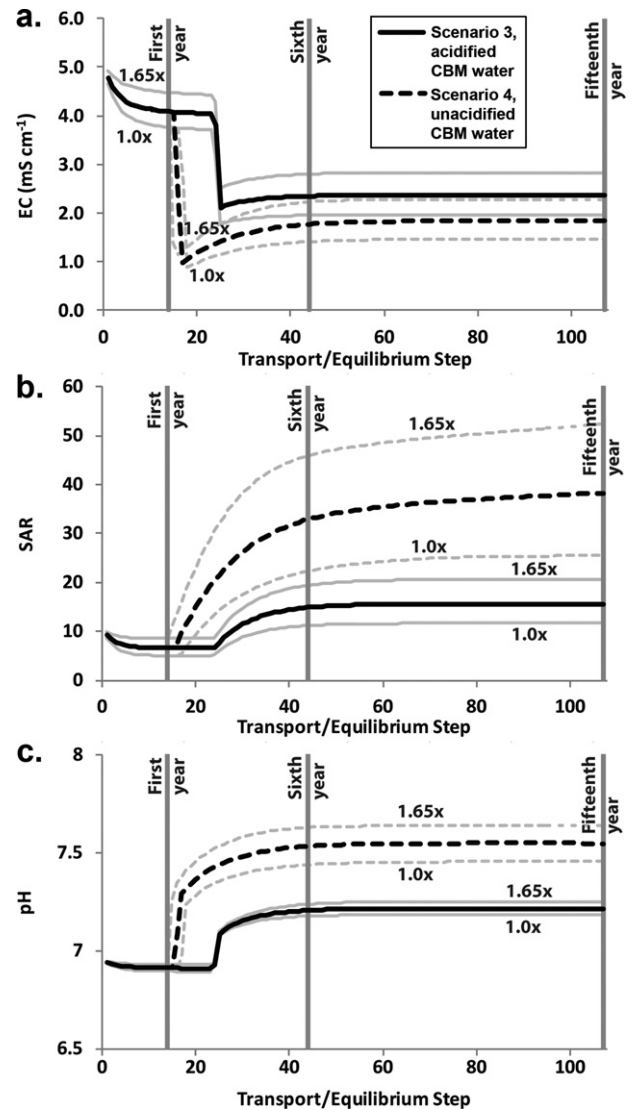 a.
6.0
5.0
4.0
3.0
2.0
1.0
0.0
EC (mS cm⁻¹)
First
year
Sixth
year
Fifteenth
year
Scenario 3,
acidified
CBM water
Scenario 4,
unacidified
CBM water
1.65x
1.0x
1.65x
1.0x
0
20
40
60
80
100
Transport/Equilibrium Step
b.
60
50
40
30
20
10
0
SAR
First
year
Sixth
year
Fifteenth
year
1.65x
1.0x
1.65x
1.0x
0
20
40
60
80
100
Transport/Equilibrium Step
c.
8
7.5
7
6.5
pH
First
year
Sixth
year
Fifteenth
year
1.65x
1.0x
1.65x
1.0x
0
20
40
60
80
100
Transport/Equilibrium Step